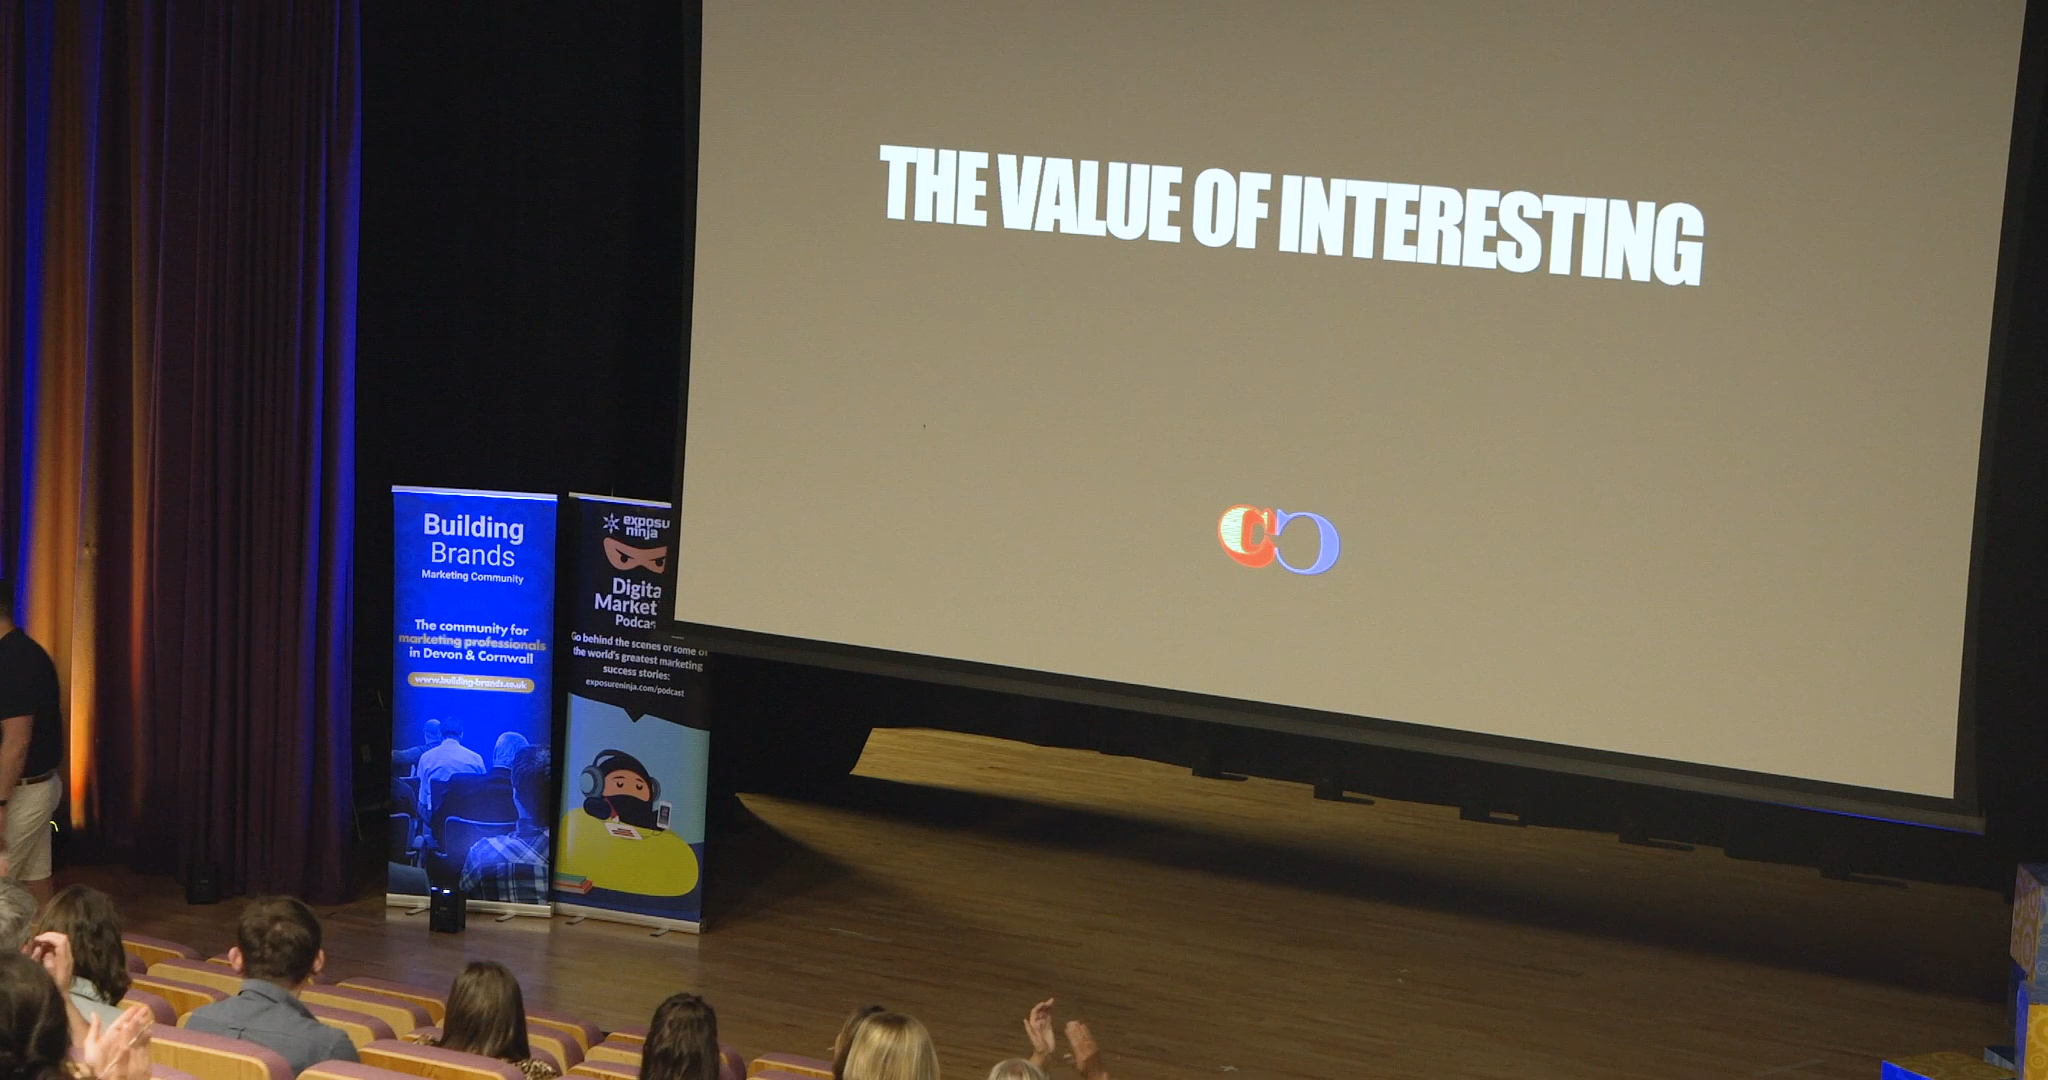 THE VALUE OF INTERESTING
Building
Brands
Marketing Community
The community for
marketing professionals
in Devon & Cornwall
www.building-brands.co.uk
exposu
ninja
Digita
Market
Podcas
Go behind the scenes of some of
the world's greatest marketing
success stories:
exposureninja.com/podcast